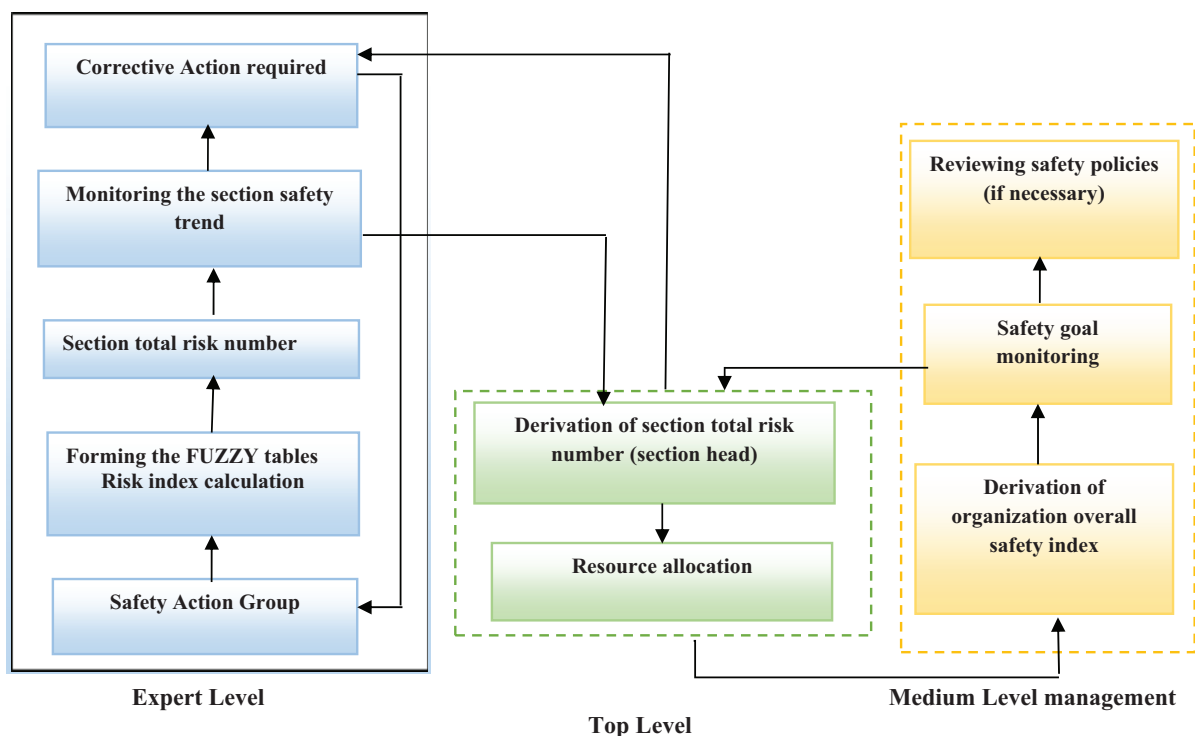 Corrective Action required
Monitoring the section safety
trend
Section total risk number
Forming the FUZZY tables
Risk index calculation
Safety Action Group
Expert Level
Derivation of section total risk
number (section head)
Resource allocation
Top Level
Reviewing safety policies
(if necessary)
Safety goal
monitoring
Derivation of
organization overall
safety index
Medium Level management